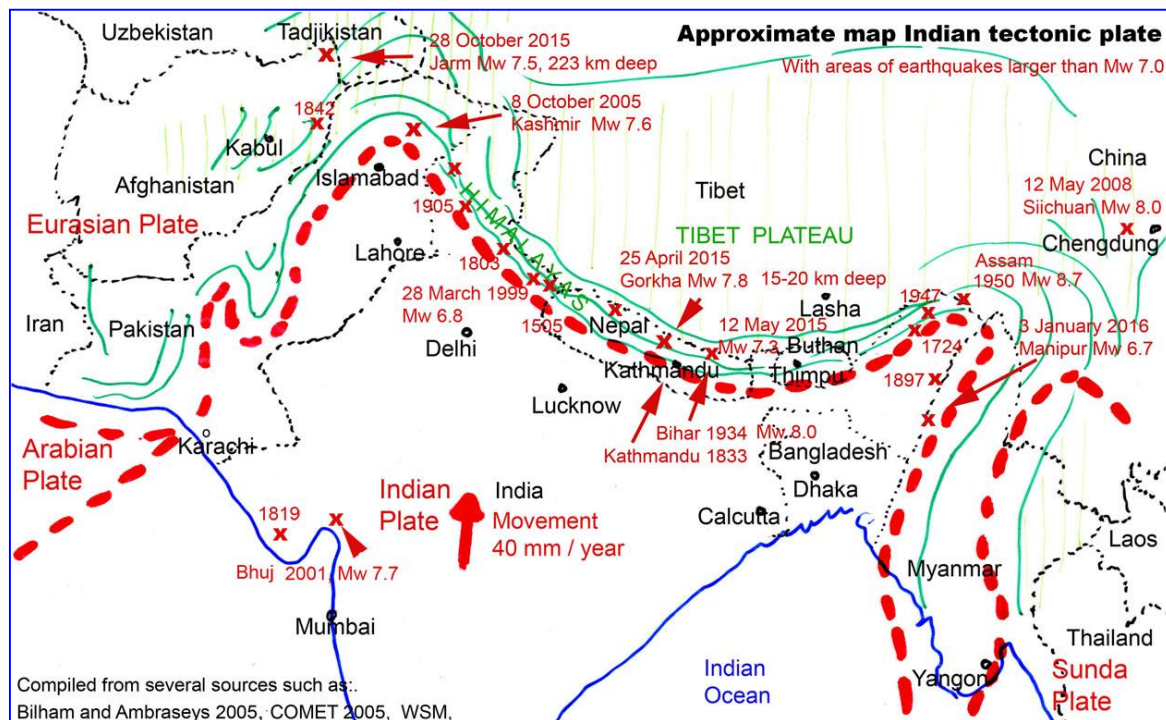 Approximate map Indian tectonic plate
With areas of earthquakes larger than Mw 7.0
Uzbekistan
Tadjikistan
28 October 2015
Jarm Mw 7.5, 223 km deep
8 October 2005
Kashmir Mw 7.6
1842
Kabul
Afghanistan
Islamabad
Eurasian Plate
Lahore
1905
1803
HIMALAYAS
Tibet
TIBET PLATEAU
China
12 May 2008
Siichuan Mw 8.0
Chengdung
25 April 2015
Gorkha Mw 7.8
15-20 km deep
Assam
1950 Mw 8.7
28 March 1999
Mw 6.8
1505
Nepal
Lasha
1947
1724
Iran
Pakistan
Delhi
12 May 2015
Mw 7.3
Buthan
Thimpu
Kathmandu
3 January 2016
Manipur Mw 6.7
1897
Lucknow
Bihar 1934 Mw 8.0
Kathmandu 1833
Bangladesh
Dhaka
Calcutta
Arabian
Plate
Karachi
Indian
Plate
India
Movement
40 mm / year
1819
Bhuj 2001, Mw 7.7
Mumbai
Myanmar
Laos
Thailand
Indian
Ocean
Yangon
Sunda
Plate
Compiled from several sources such as:.
Bilham and Ambraseys 2005, COMET 2005, WSM,